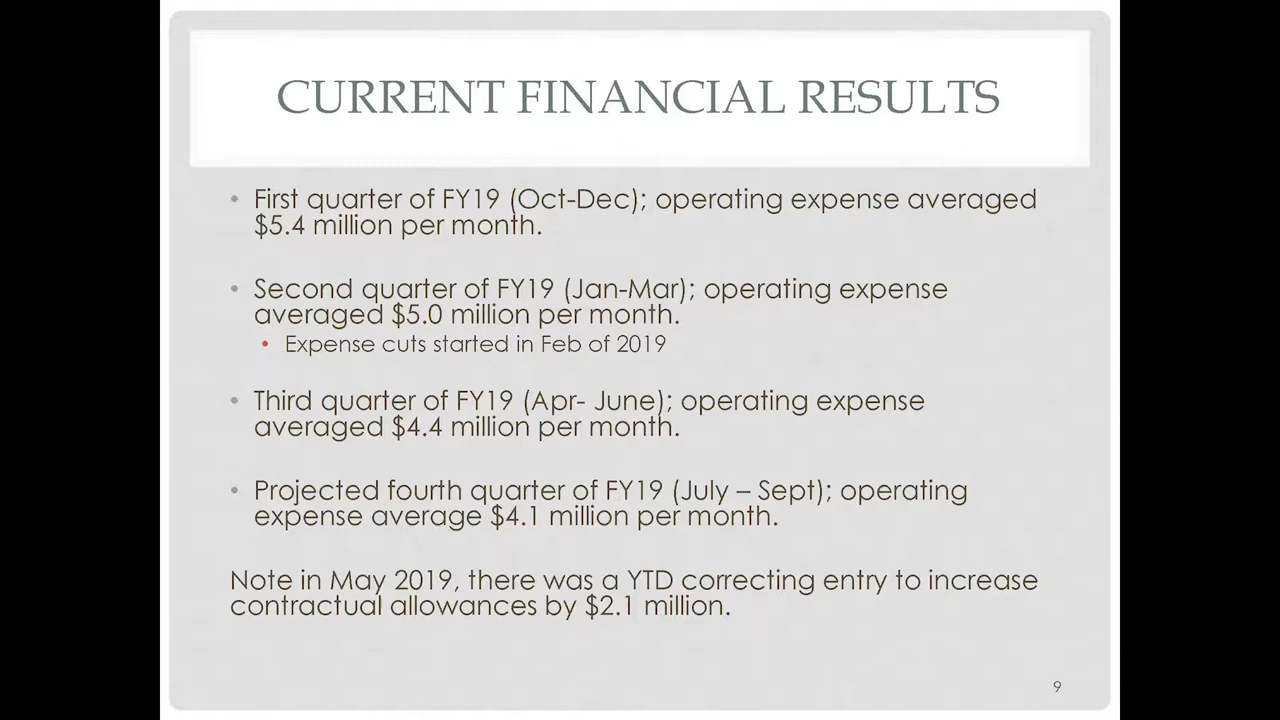 CURRENT FINANCIAL RESULTS
• First quarter of FY19 (Oct-Dec); operating expense averaged
$5.4 million per month.
• Second quarter of FY19 (Jan-Mar); operating expense
averaged $5.0 million per month.
• Expense cuts started in Feb of 2019
• Third quarter of FY19 (Apr- June); operating expense
averaged $4.4 million per month.
• Projected fourth quarter of FY19 (July – Sept); operating
expense average $4.1 million per month.
Note in May 2019, there was a YTD correcting entry to increase
contractual allowances by $2.1 million.
9